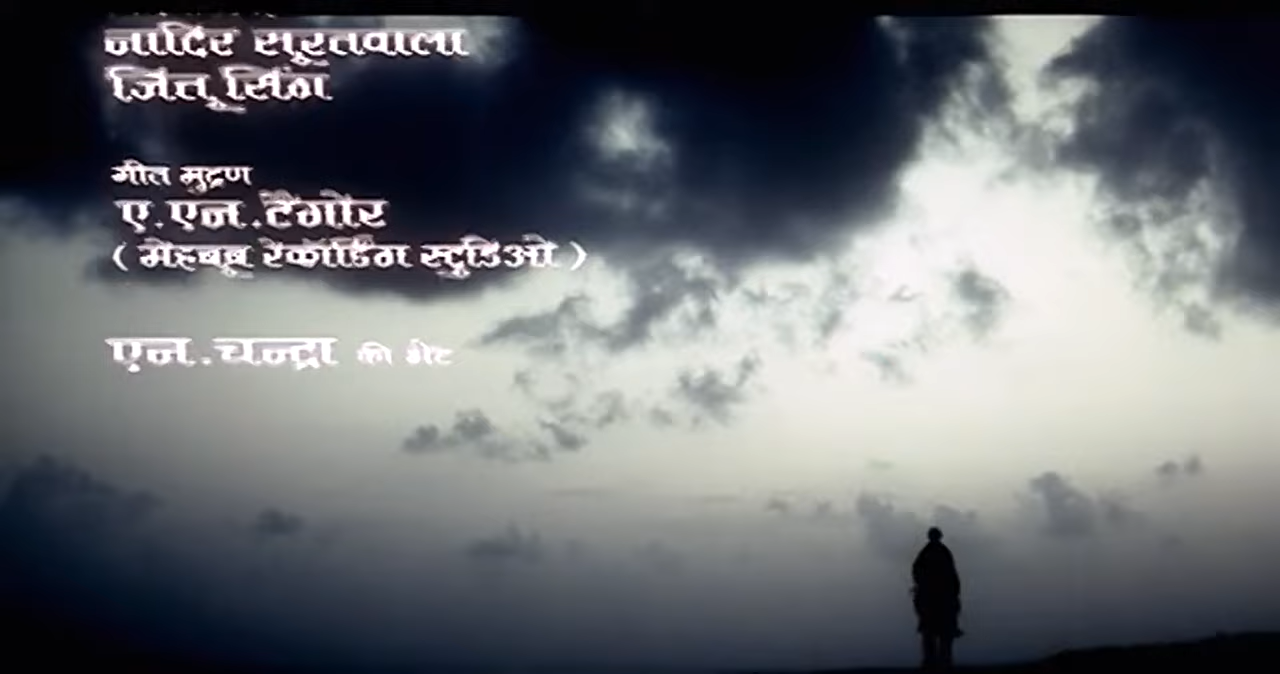 नादिर सूरतवाला
जितू सिंग
गीत मुद्रण
ए.एन.टैगोर
( मेहबूब रेकॉर्डिंग स्टुडिओ )
एन.चन्द्रा की भेंट